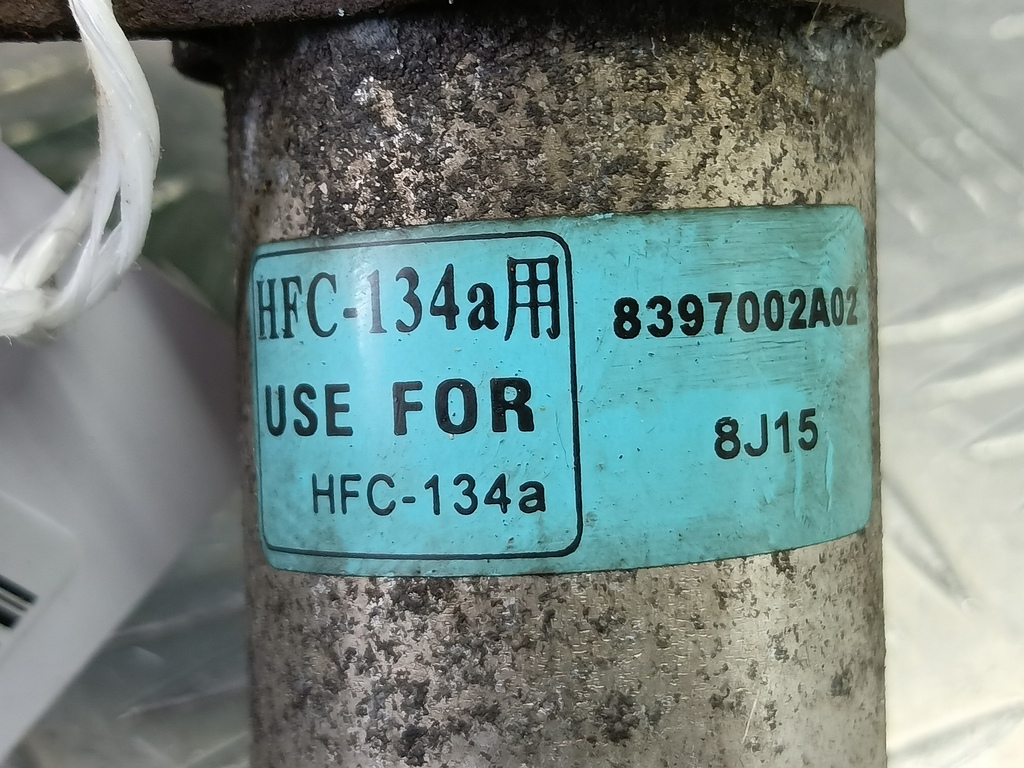 HFC-134a用
USE FOR
HFC-134a
8397002A02
8J15